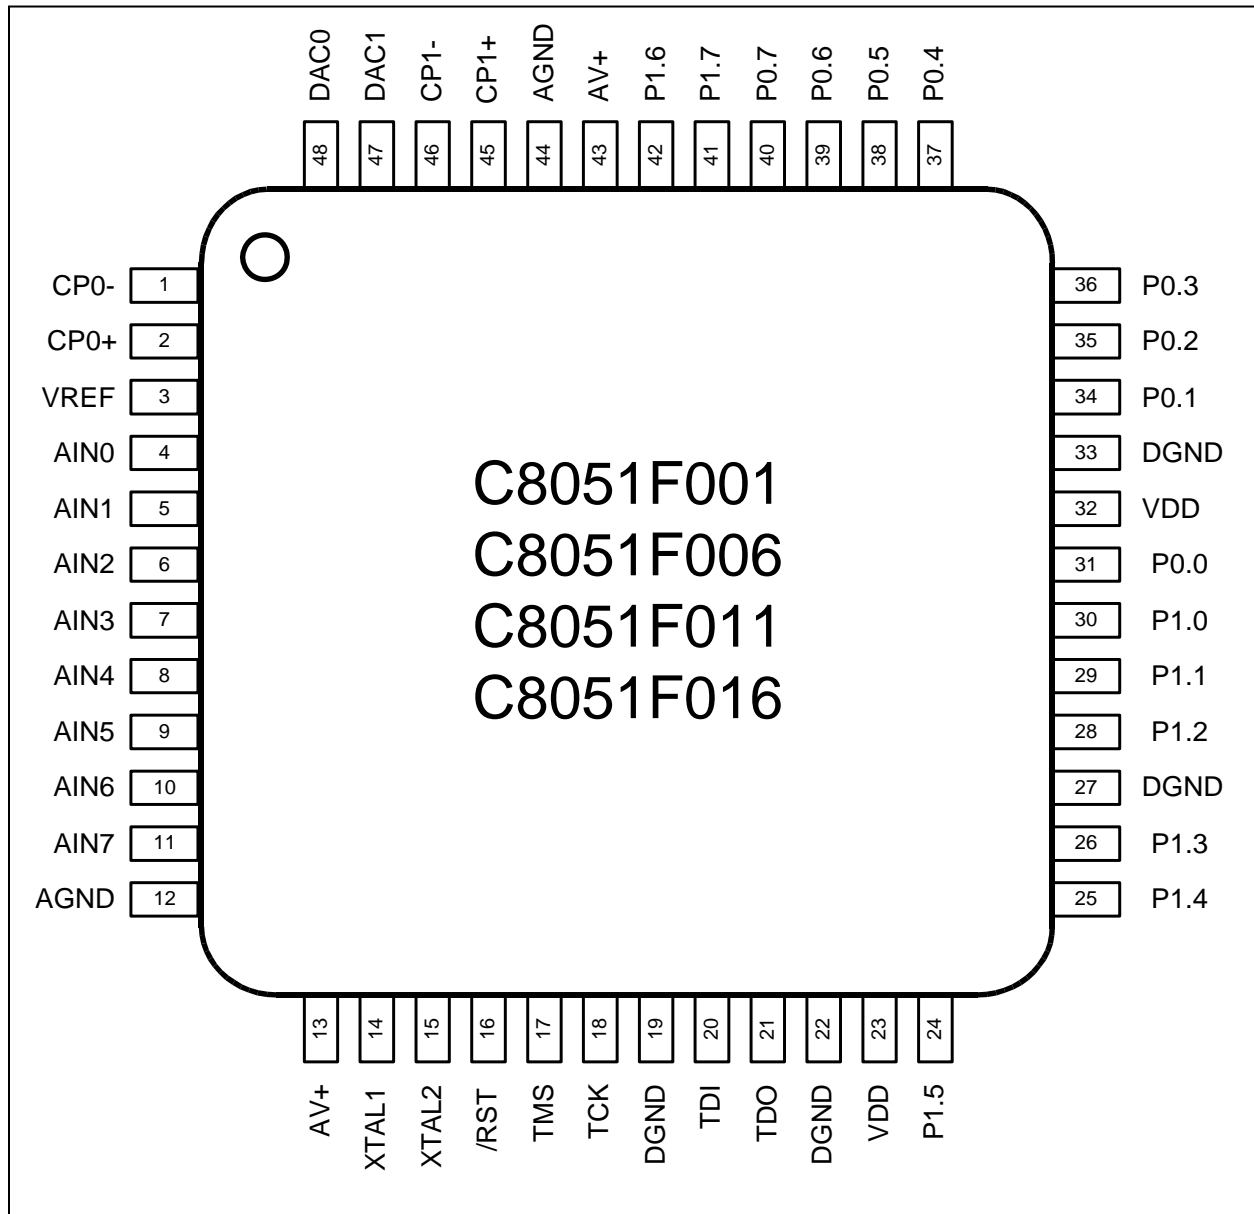 DAC0 DAC1 CP1- CP1+ AGND AV+ P1.6 P1.7 P0.7 P0.6 P0.5 P0.4
48 47 46 45 44 43 42 41 40 39 38 37
CP0- 1 36 P0.3
CP0+ 2 35 P0.2
VREF 3 34 P0.1
AIN0 4 33 DGND
AIN1 5 32 VDD
AIN2 6 31 P0.0
AIN3 7 30 P1.0
AIN4 8 29 P1.1
AIN5 9 28 P1.2
AIN6 10 27 DGND
AIN7 11 26 P1.3
AGND 12 25 P1.4
C8051F001
C8051F006
C8051F011
C8051F016
13 14 15 16 17 18 19 20 21 22 23 24
AV+ XTAL1 XTAL2 /RST TMS TCK DGND TDI TDO DGND VDD P1.5